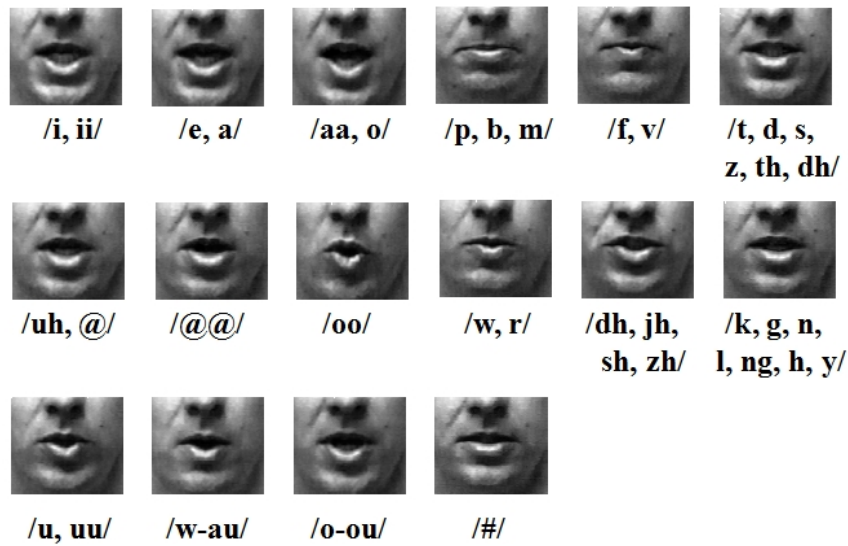 /i, ii/
/e, a/
/aa, o/
/p, b, m/
/f, v/
/t, d, s,
z, th, dh/
/uh, @/
/@@/
/oo/
/w, r/
/dh, jh,
sh, zh/
/k, g, n,
l, ng, h, y/
/u, uu/
/w-au/
/o-ou/
/#/